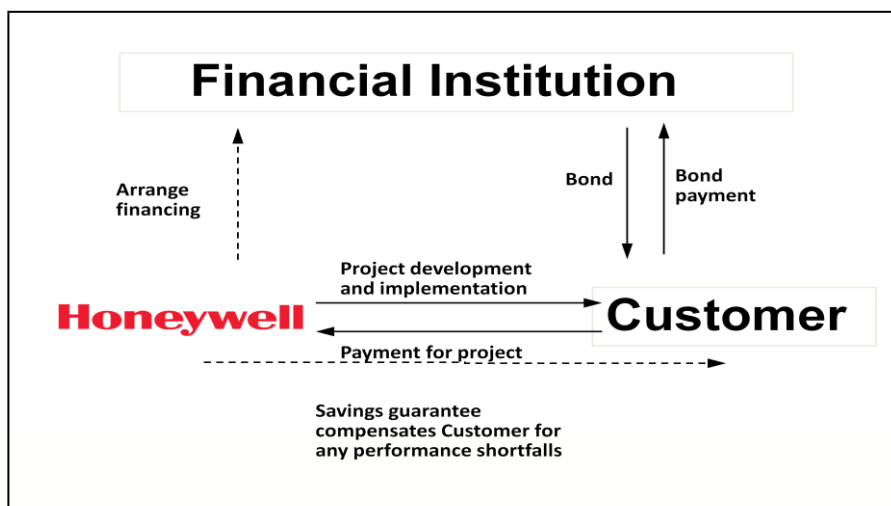 Financial Institution
Arrange
financing
Bond
Bond
payment
Project development
and implementation
Honeywell
Customer
Payment for project
Savings guarantee
compensates Customer for
any performance shortfalls